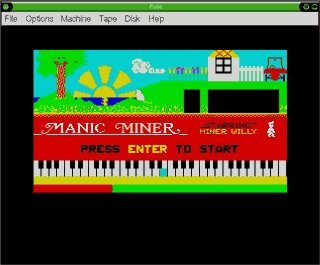 Fuse
File Options Machine Tape Disk Help
MANIC MINER
STARRING
MINER WILLY
PRESS ENTER TO START